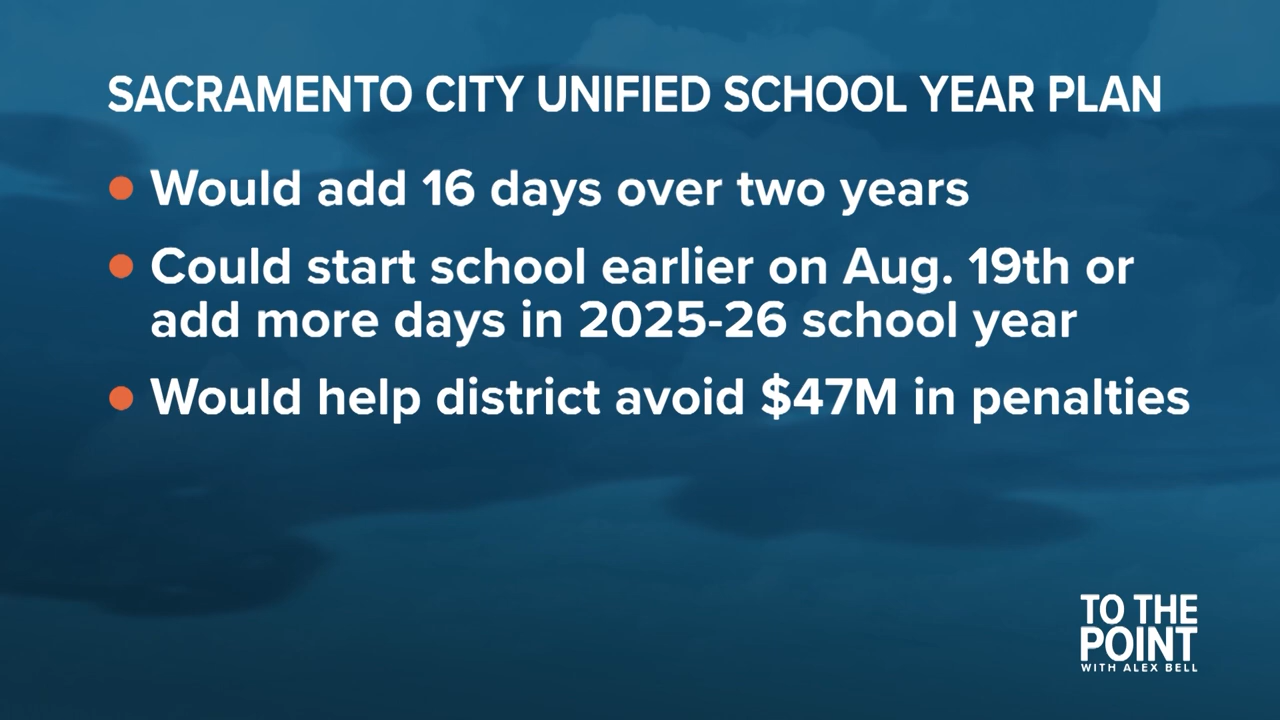 SACRAMENTO CITY UNIFIED SCHOOL YEAR PLAN
Would add 16 days over two years
Could start school earlier on Aug. 19th or
add more days in 2025-26 school year
Would help district avoid $47M in penalties
TO THE
POINT
WITH ALEX BELL